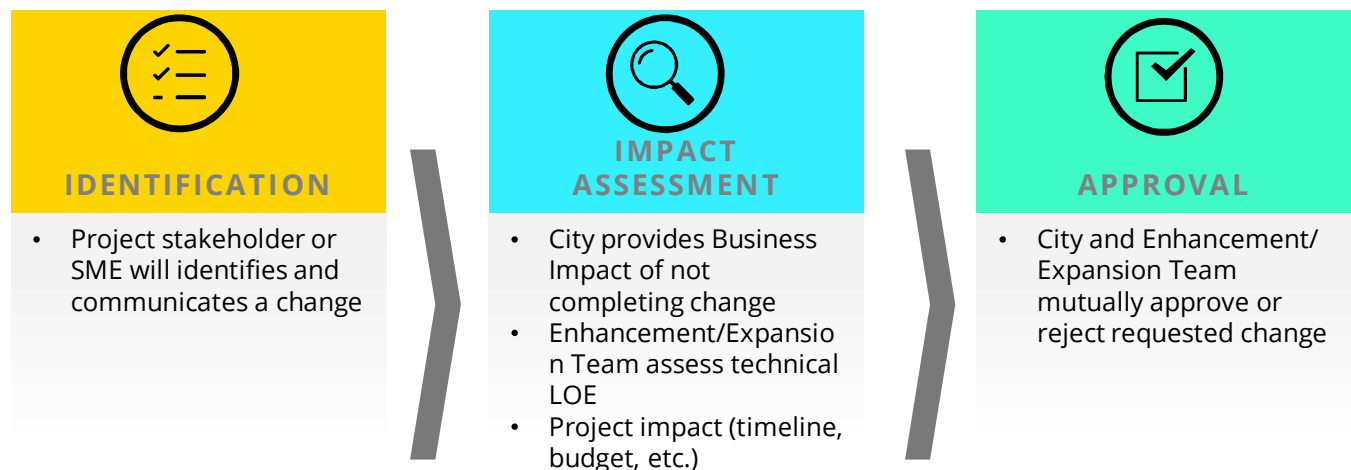 IDENTIFICATION
• Project stakeholder or
SME will identifies and
communicates a change
IMPACT
ASSESSMENT
• City provides Business
Impact of not
completing change
• Enhancement/Expansio
n Team assess technical
LOE
• Project impact (timeline,
budget, etc.)
APPROVAL
• City and Enhancement/
Expansion Team
mutually approve or
reject requested change